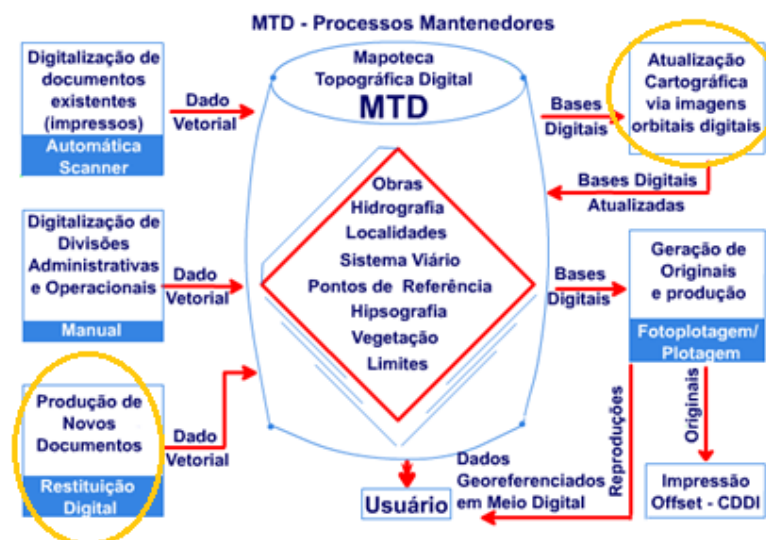 MTD - Processos Mantenedores
Digitalização de
documentos
existentes
(impressos)
Automática
Scanner
Dado
Vetorial
Mapoteca
Topográfica Digital
MTD
Bases
Digitais
Atualização
Cartográfica
via imagens
orbitais digitais
Bases Digitais
Atualizadas
Digitalização de
Divisões
Administrativas
e Operacionais
Manual
Dado
Vetorial
Obras
Hidrografia
Localidades
Sistema Viário
Pontos de Referência
Hipsografia
Vegetação
Limites
Bases
Digitais
Geração de
Originais
e produção
Fotoplotagem/
Plotagem
Produção de
Novos
Documentos
Restituição
Digital
Dado
Vetorial
Usuário
Dados
Georeferenciados
em Meio Digital
Reproduções
Originais
Impressão
Offset - CDDI